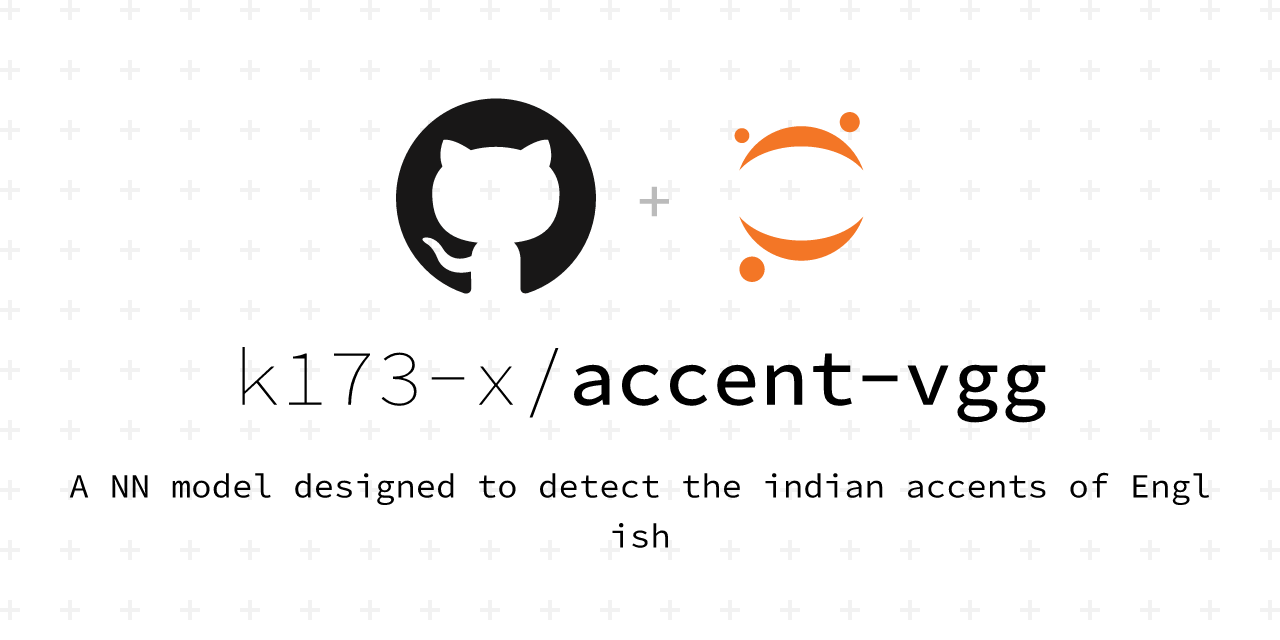 +
k173-x/accent-vgg
A NN model designed to detect the indian accents of Engl
ish